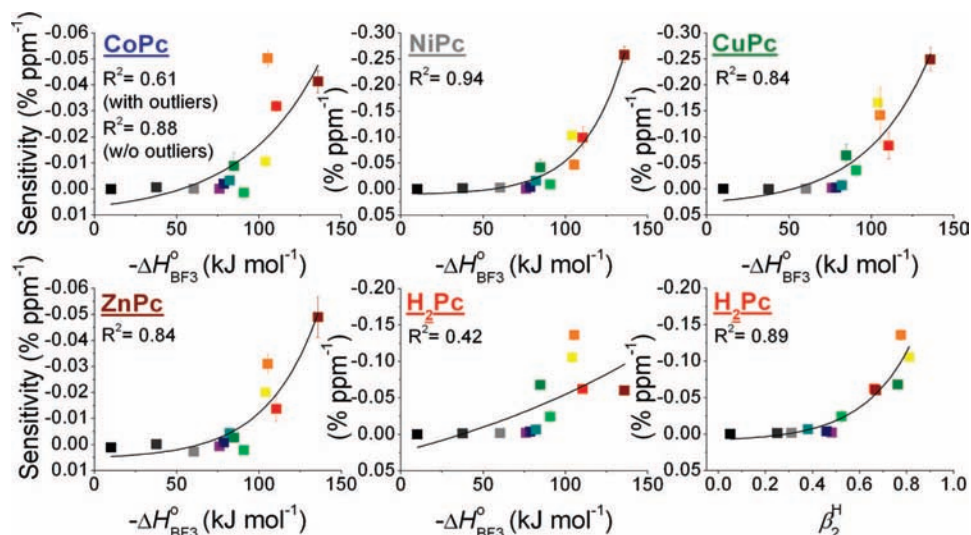 Sensitivity (% ppm⁻¹)
-0.06
-0.05
-0.04
-0.03
-0.02
-0.01
0.00
0.01
CoPc
R²= 0.61
(with outliers)
R²= 0.88
(w/o outliers)
0 50 100 150
-ΔH°BF3 (kJ mol⁻¹)
(% ppm⁻¹)
-0.30
-0.25
-0.20
-0.15
-0.10
-0.05
0.00
0.05
NiPc
R²= 0.94
0 50 100 150
-ΔH°BF3 (kJ mol⁻¹)
(% ppm⁻¹)
-0.30
-0.25
-0.20
-0.15
-0.10
-0.05
0.00
0.05
CuPc
R²= 0.84
0 50 100 150
-ΔH°BF3 (kJ mol⁻¹)
Sensitivity (% ppm⁻¹)
-0.06
-0.05
-0.04
-0.03
-0.02
-0.01
0.00
0.01
ZnPc
R²= 0.84
0 50 100 150
-ΔH°BF3 (kJ mol⁻¹)
(% ppm⁻¹)
-0.20
-0.15
-0.10
-0.05
0.00
0.05
H₂Pc
R²= 0.42
0 50 100 150
-ΔH°BF3 (kJ mol⁻¹)
(% ppm⁻¹)
-0.20
-0.15
-0.10
-0.05
0.00
0.05
H₂Pc
R²= 0.89
0.0 0.2 0.4 0.6 0.8 1.0
β₂ᴴ